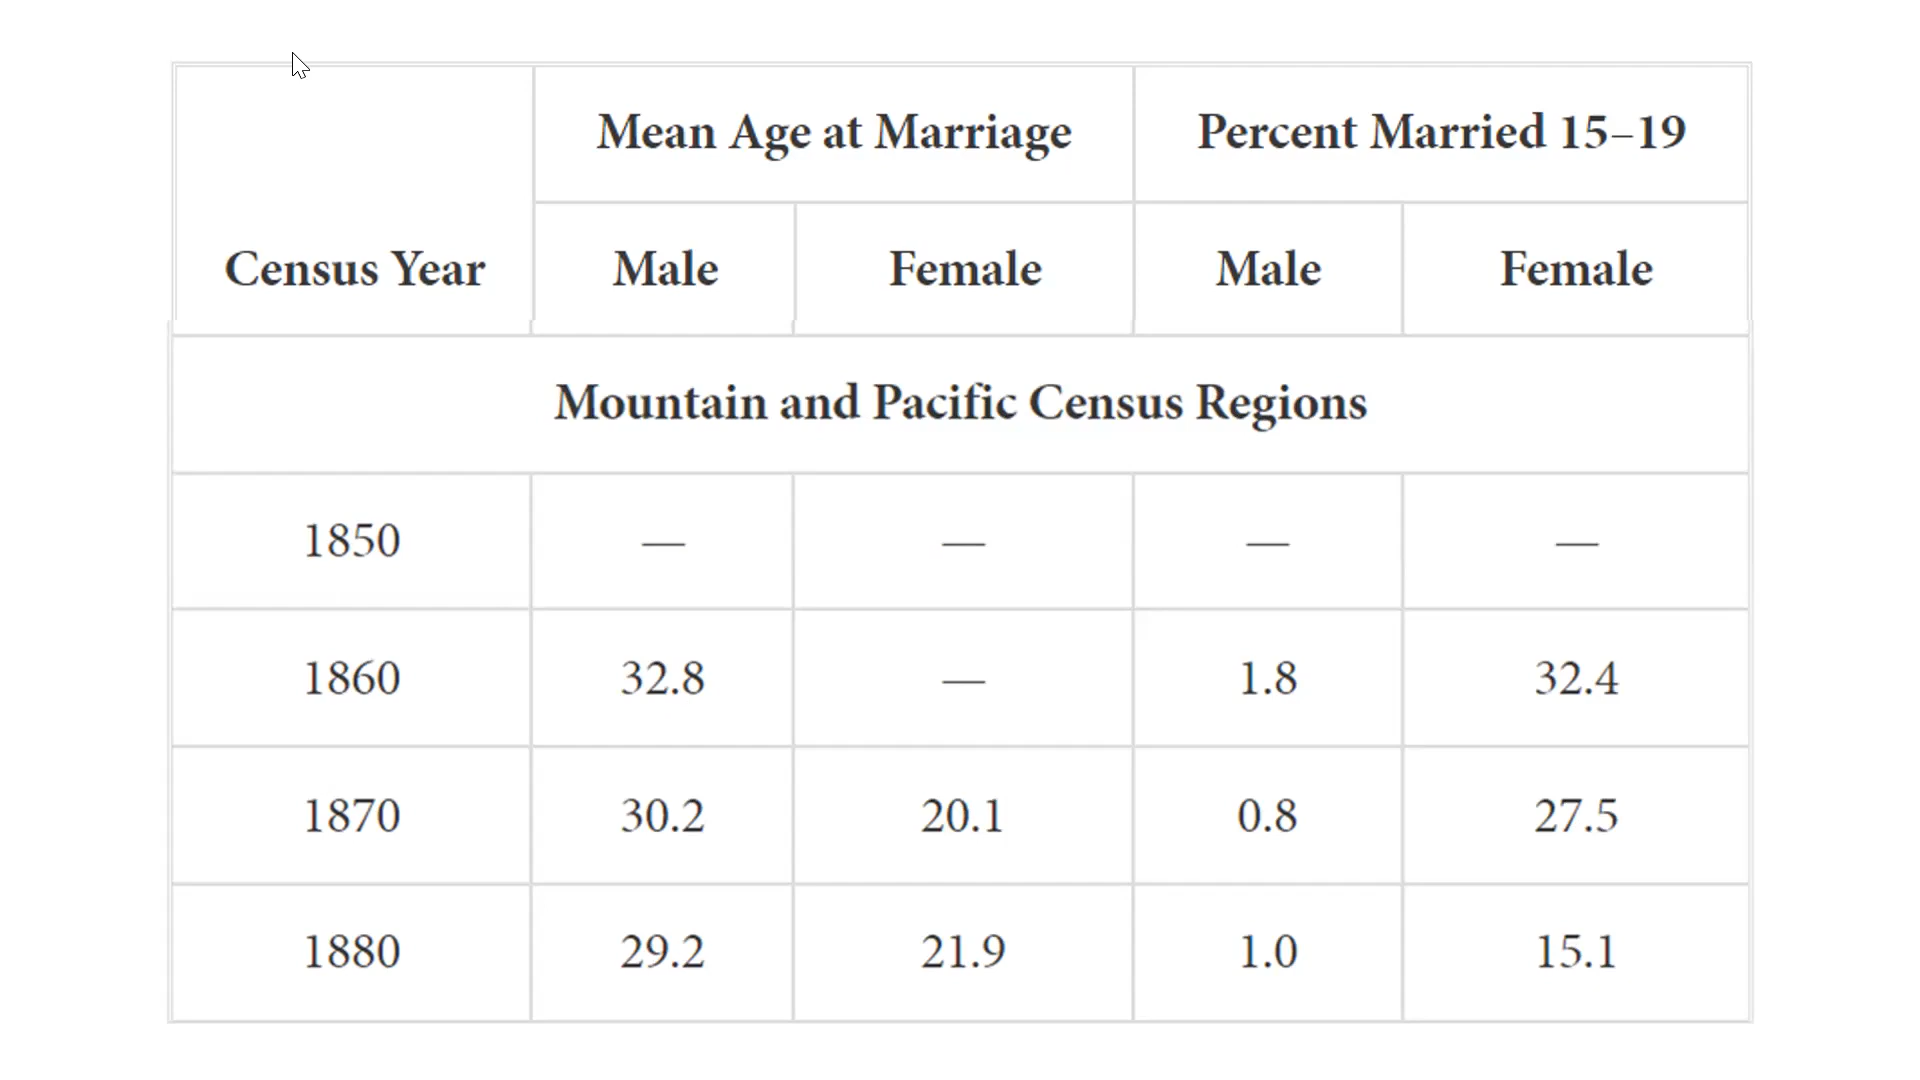 Mean Age at Marriage Percent Married 15–19
Census Year Male Female Male Female
Mountain and Pacific Census Regions
1850 — — — —
1860 32.8 — 1.8 32.4
1870 30.2 20.1 0.8 27.5
1880 29.2 21.9 1.0 15.1